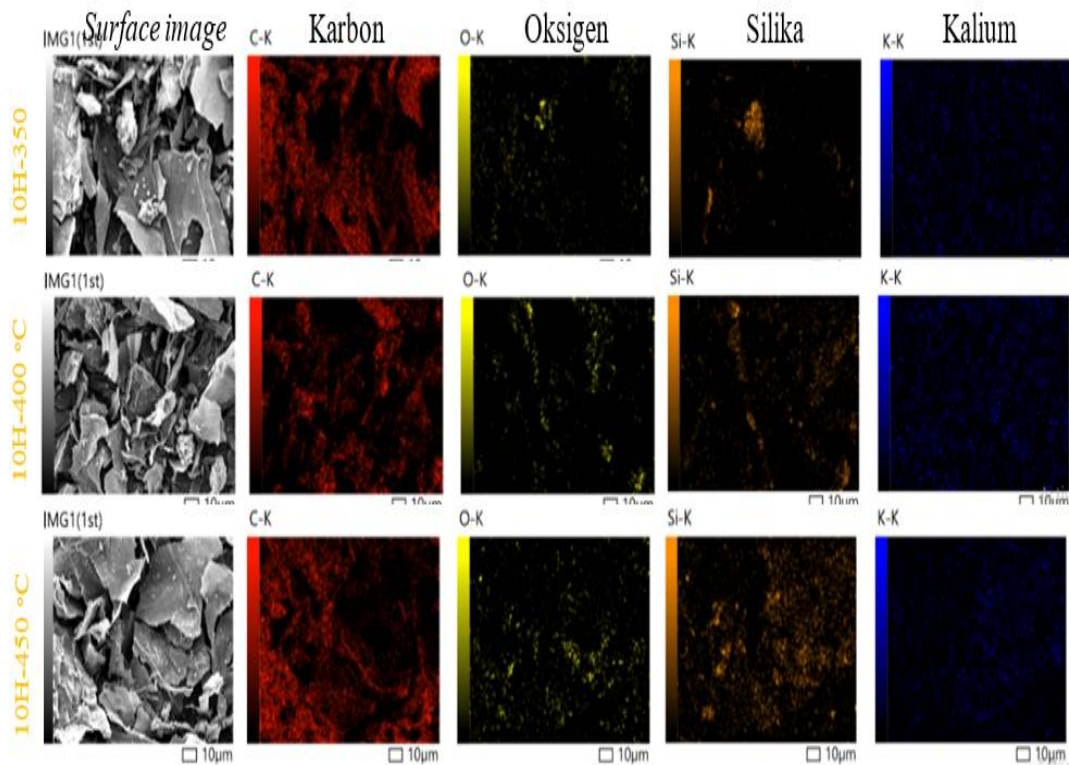 Surface image Karbon Oksigen Silika Kalium
IMG1(1st) C-K O-K Si-K K-K
10H-350
IMG1(1st) C-K O-K Si-K K-K
10H-400 °C
10µm 10µm 10µm 10µm 10µm
IMG1(1st) C-K O-K Si-K K-K
10H-450 °C
10µm 10µm 10µm 10µm 10µm